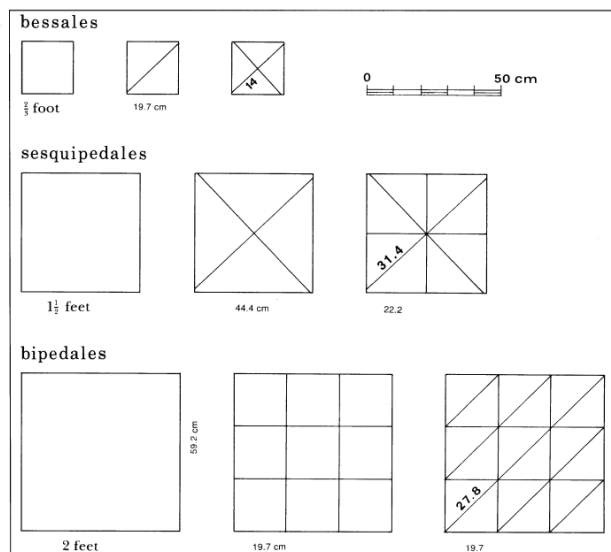 bessales
14
0 50 cm
⅔ foot
19.7 cm
sesquipedales
31.4
1½ feet
44.4 cm
22.2
bipedales
59.2 cm
27.8
2 feet
19.7 cm
19.7